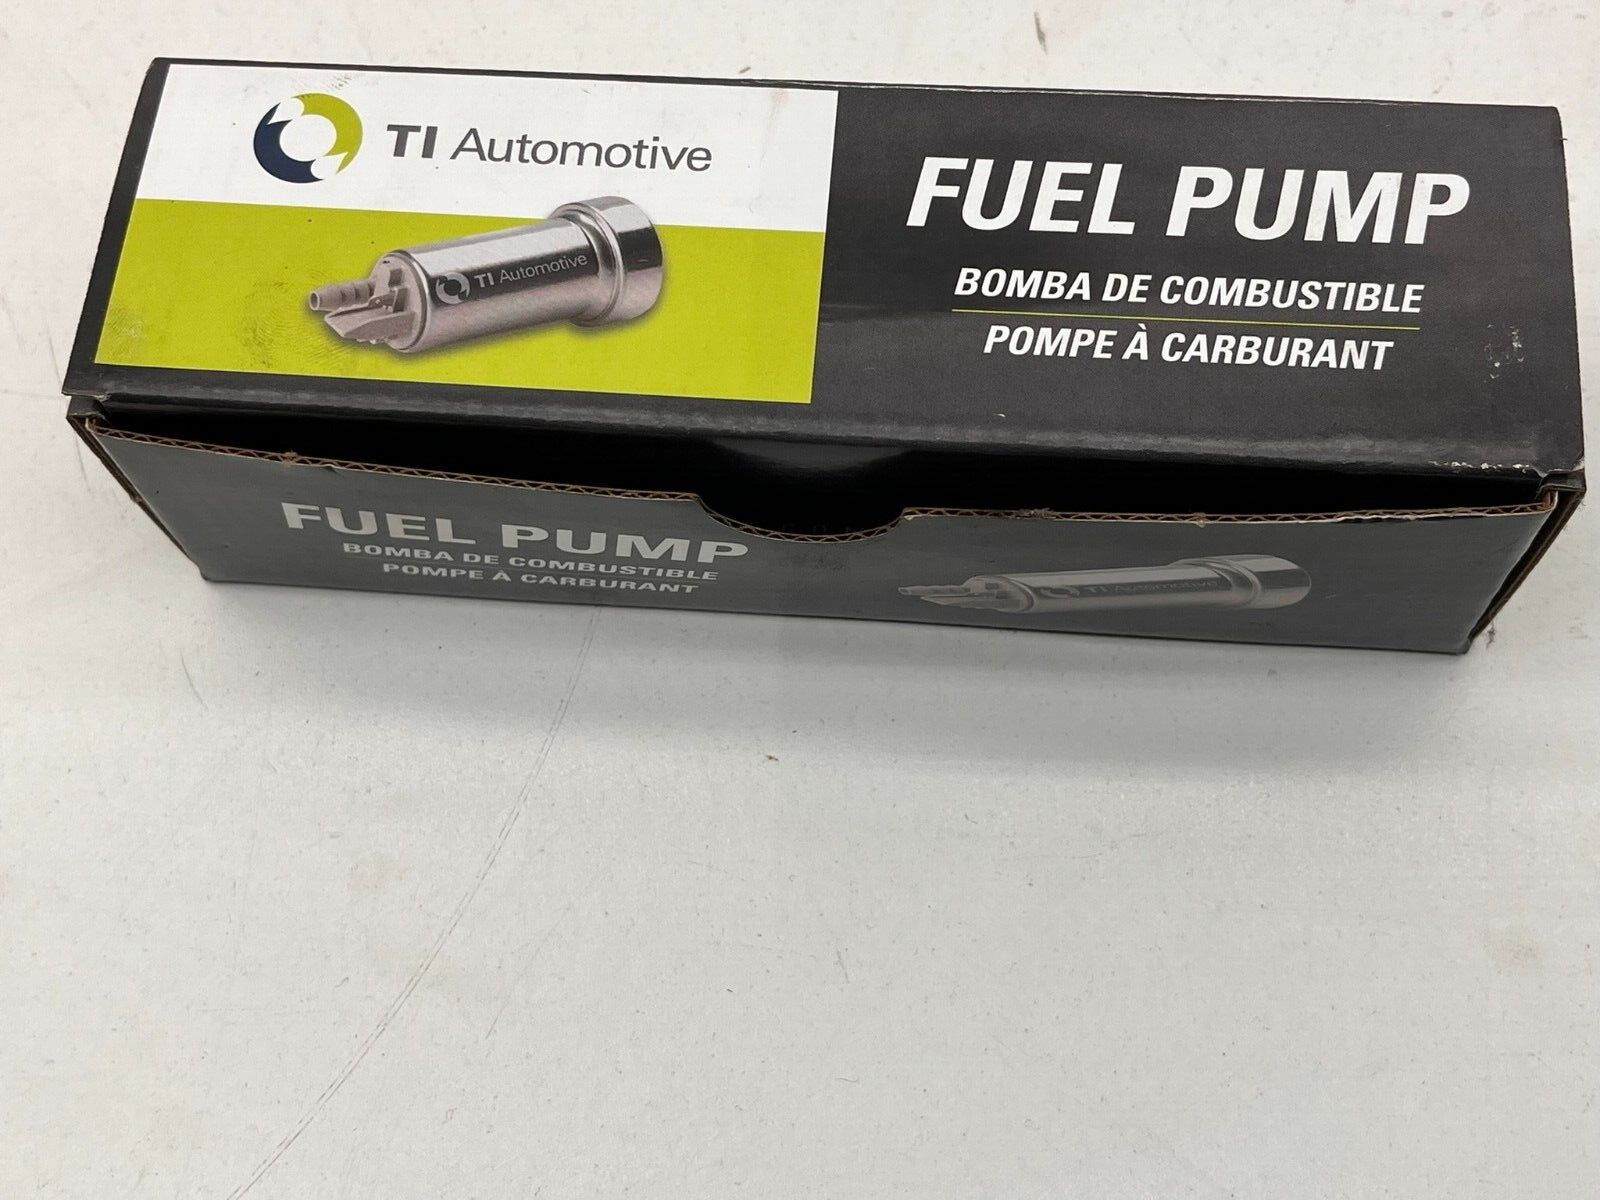 TI Automotive
TI Automotive
FUEL PUMP
BOMBA DE COMBUSTIBLE
POMPE À CARBURANT
FUEL PUMP
BOMBA DE COMBUSTIBLE
POMPE À CARBURANT
TI Automotive